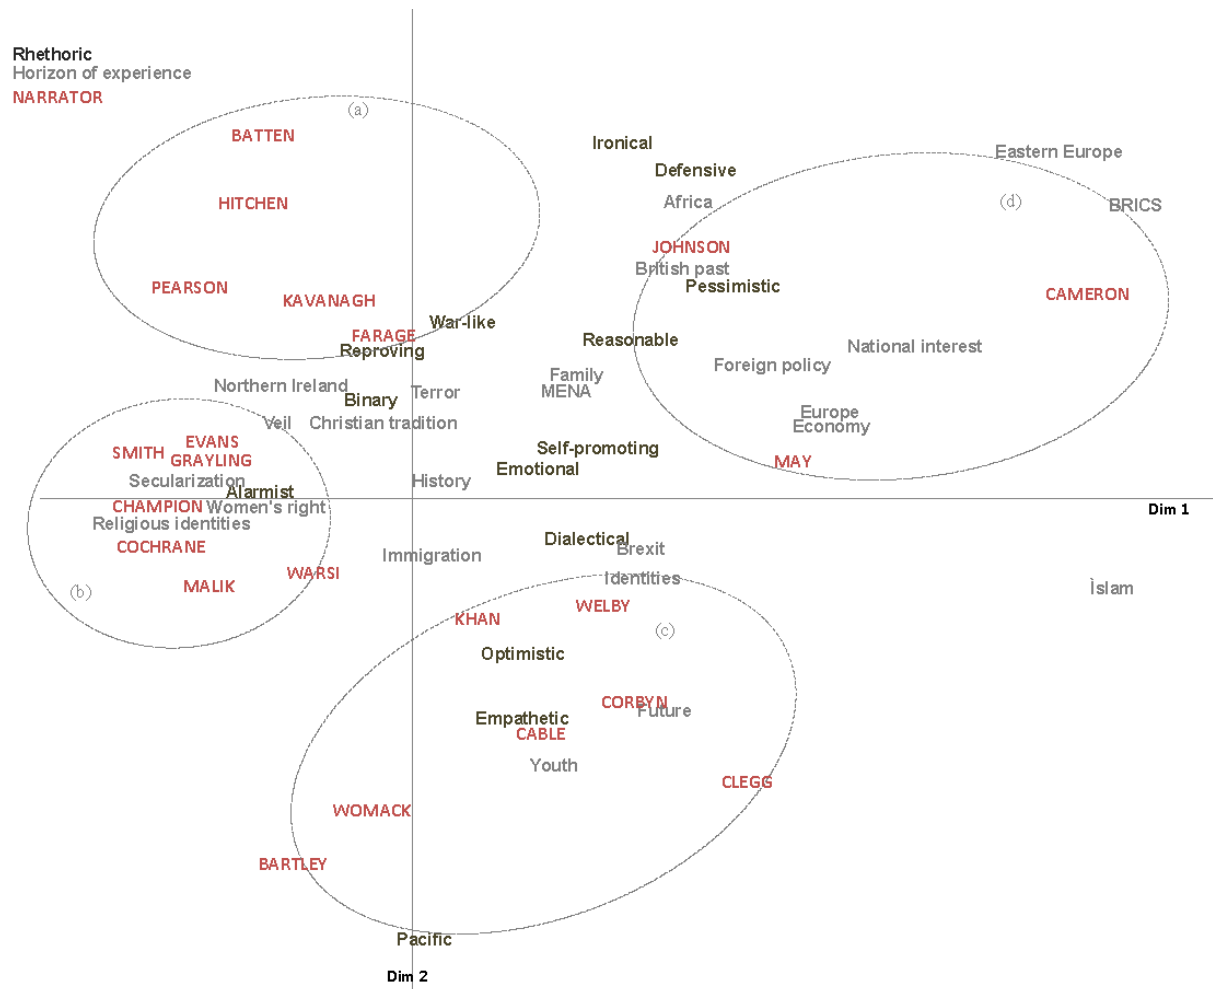 Rhethoric
Horizon of experience
NARRATOR
(a)
BATTEN
Ironical
Eastern Europe
Defensive
HITCHEN
Africa
(d)
BRICS
JOHNSON
British past
PEARSON
Pessimistic
KAVANAGH
CAMERON
War-like
FARAGE
Reasonable
Reproving
National interest
Foreign policy
Family
Northern Ireland
Terror
MENA
Binary
Europe
Veil
Christian tradition
Economy
EVANS
SMITH
Self-promoting
GRAYLING
MAY
Emotional
Secularization
History
Alarmist
CHAMPION
Women's right
Dim 1
Religious identities
Dialectical
COCHRANE
Brexit
Immigration
WARSI
Identities
MALIK
Ìslam
(b)
WELBY
KHAN
(c)
Optimistic
CORBYN
Future
Empathetic
CABLE
Youth
CLEGG
WOMACK
BARTLEY
Pacific
Dim 2